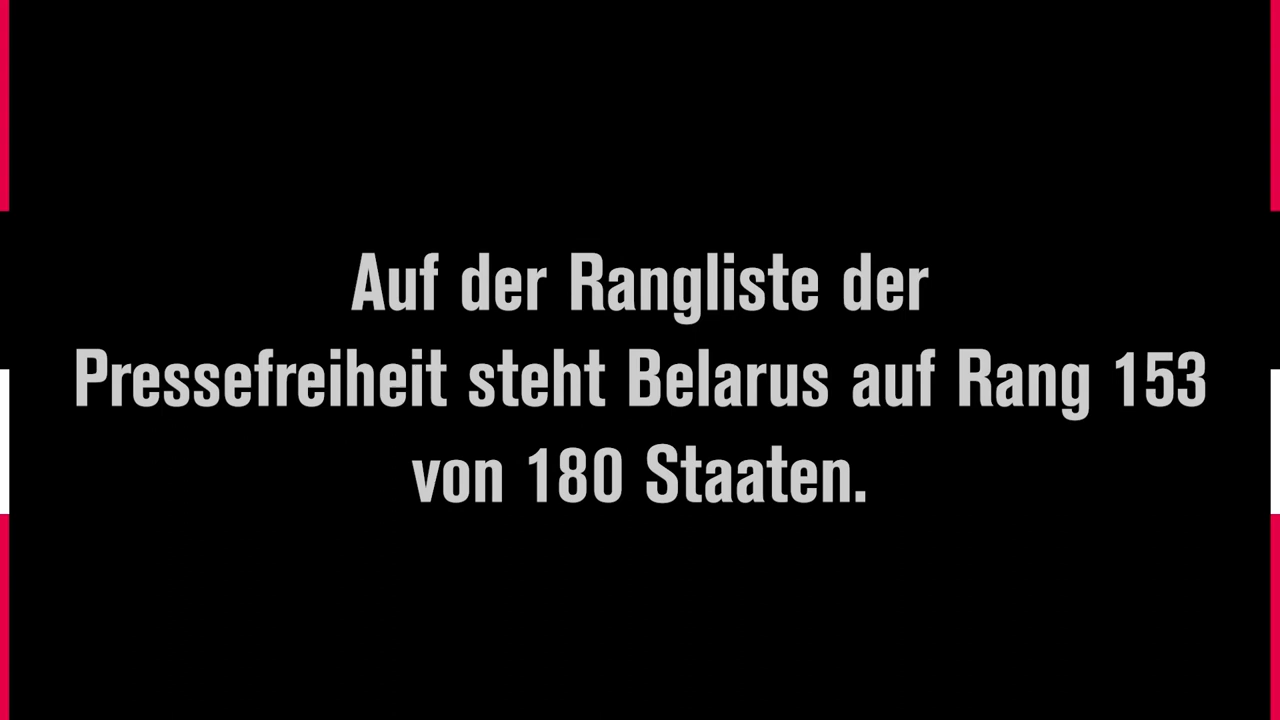 Auf der Rangliste der
Pressefreiheit steht Belarus auf Rang 153
von 180 Staaten.